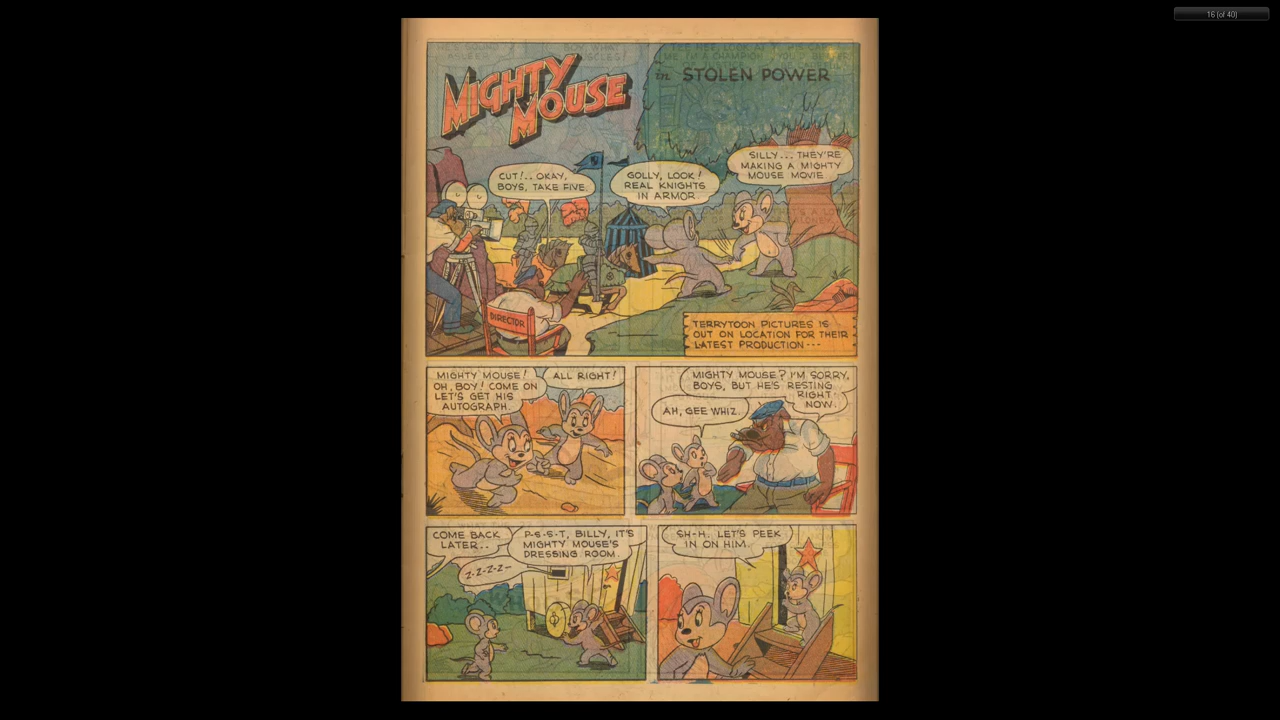 16 (of 40)
MIGHTY
MOUSE
in STOLEN POWER
CUT!.. OKAY,
BOYS, TAKE FIVE.
GOLLY, LOOK!
REAL KNIGHTS
IN ARMOR.
SILLY... THEY'RE
MAKING A MIGHTY
MOUSE MOVIE.
DIRECTOR
TERRYTOON PICTURES IS
OUT ON LOCATION FOR THEIR
LATEST PRODUCTION---
MIGHTY MOUSE!
OH, BOY! COME ON
LET'S GET HIS
AUTOGRAPH.
ALL RIGHT!
MIGHTY MOUSE? I'M SORRY,
BOYS, BUT HE'S RESTING
RIGHT
NOW.
AH, GEE WHIZ.
COME BACK
LATER..
P-S-S-T, BILLY, IT'S
MIGHTY MOUSE'S
DRESSING ROOM.
Z-Z-Z-Z-
SH-H. LET'S PEEK
IN ON HIM.